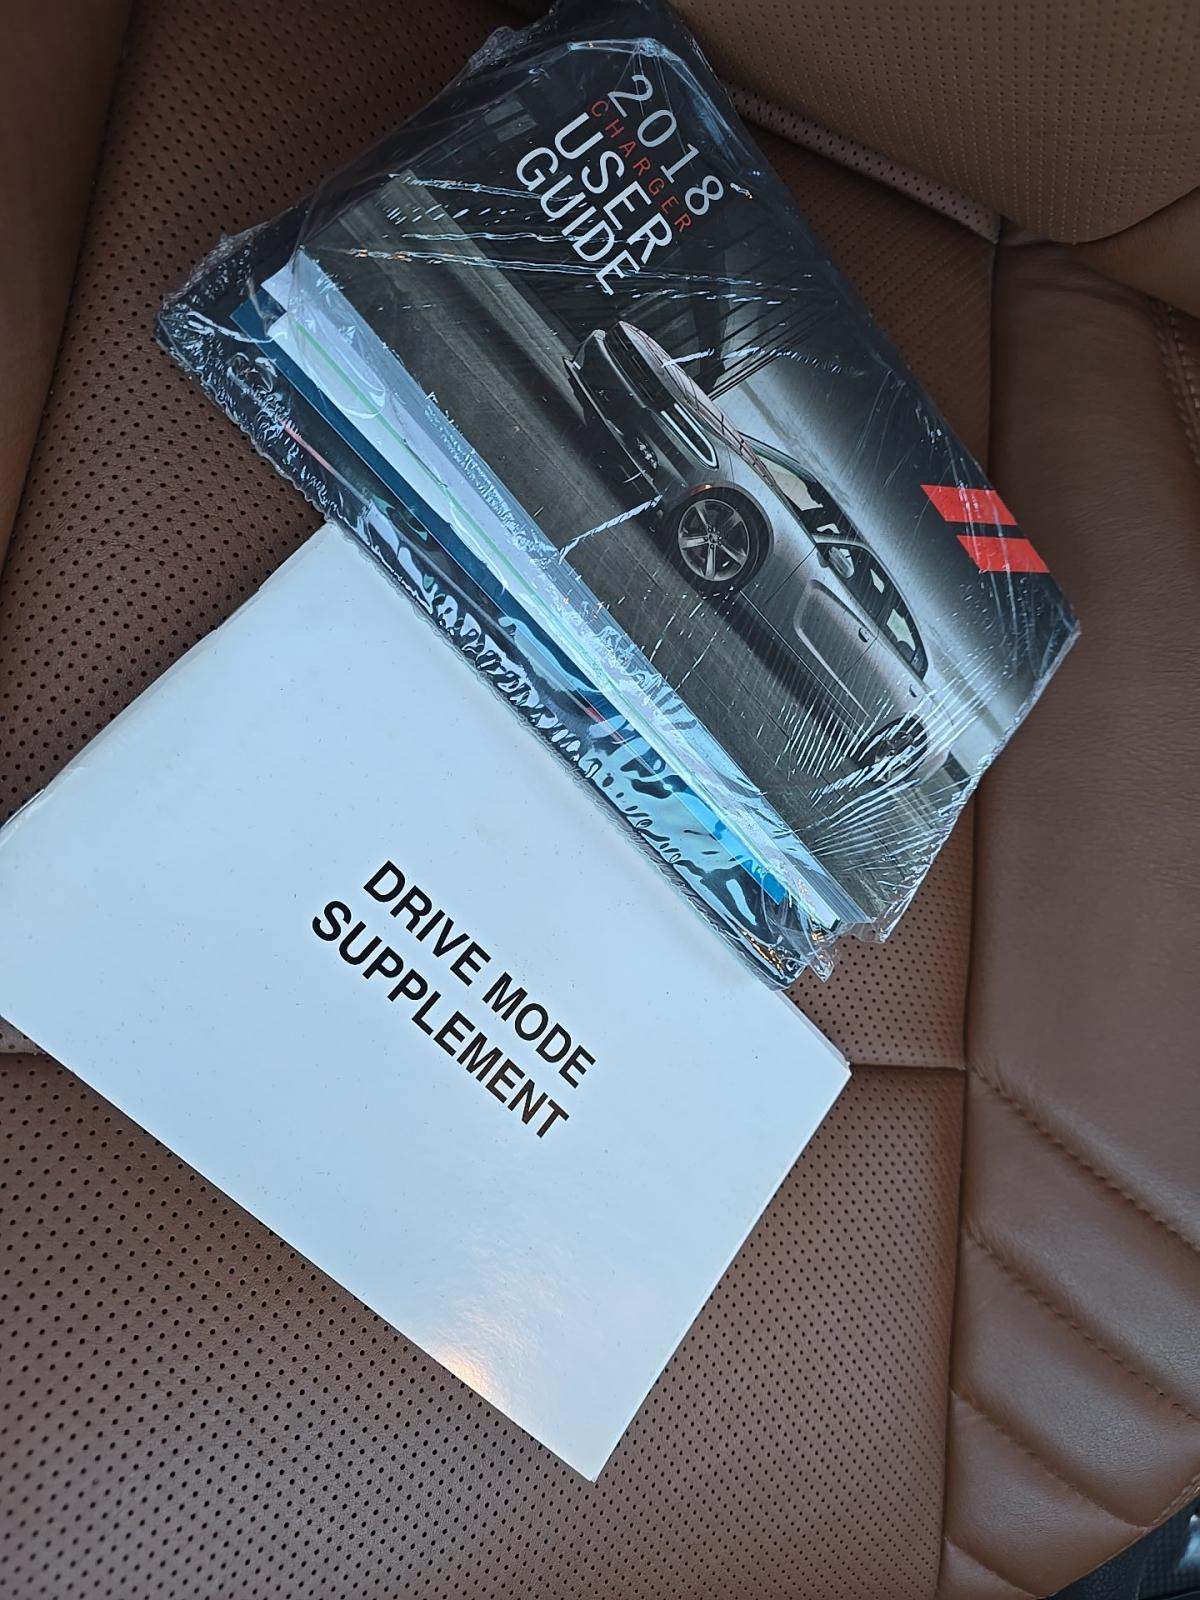 2018
CHARGER
USER
GUIDE
DRIVE MODE
SUPPLEMENT